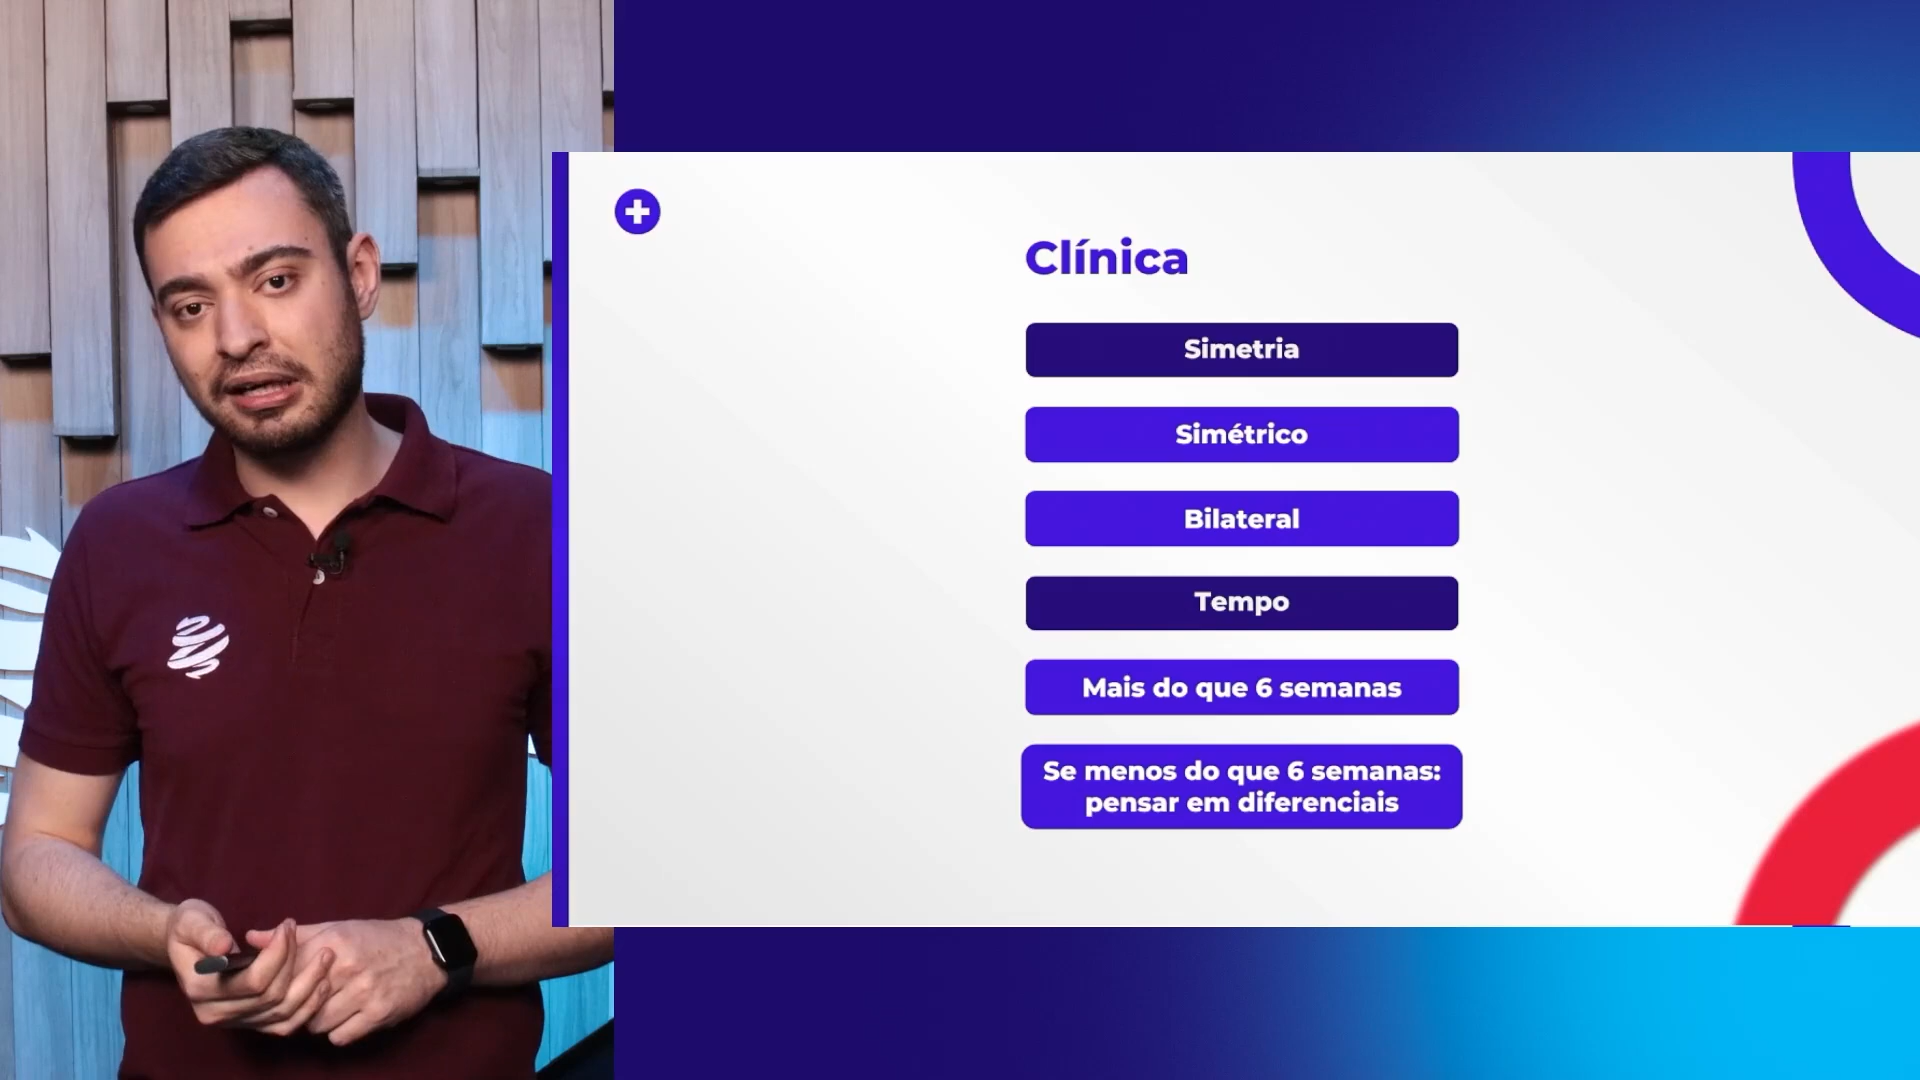 Clínica
Simetria
Simétrico
Bilateral
Tempo
Mais do que 6 semanas
Se menos do que 6 semanas:
pensar em diferenciais